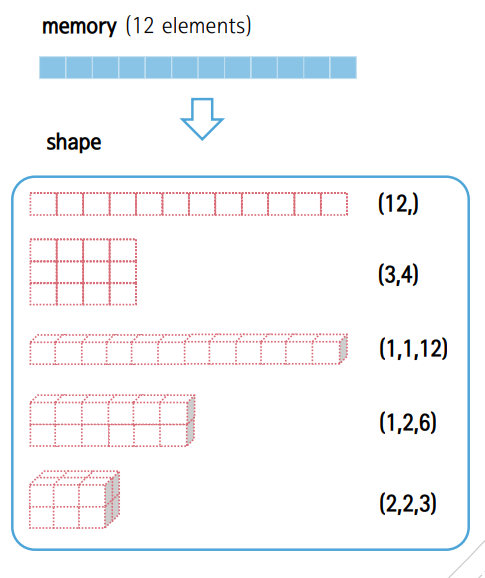 memory (12 elements)
shape
(12,)
(3,4)
(1,1,12)
(1,2,6)
(2,2,3)